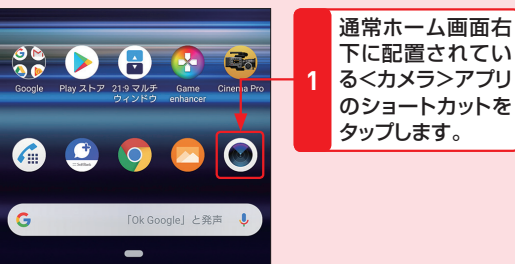 Google
Play ストア
21:9 マルチ
ウィンドウ
Game
enhancer
Cinema Pro
「Ok Google」と発声
1
通常ホーム画面右
下に配置されてい
る<カメラ>アプリ
のショートカットを
タップします。